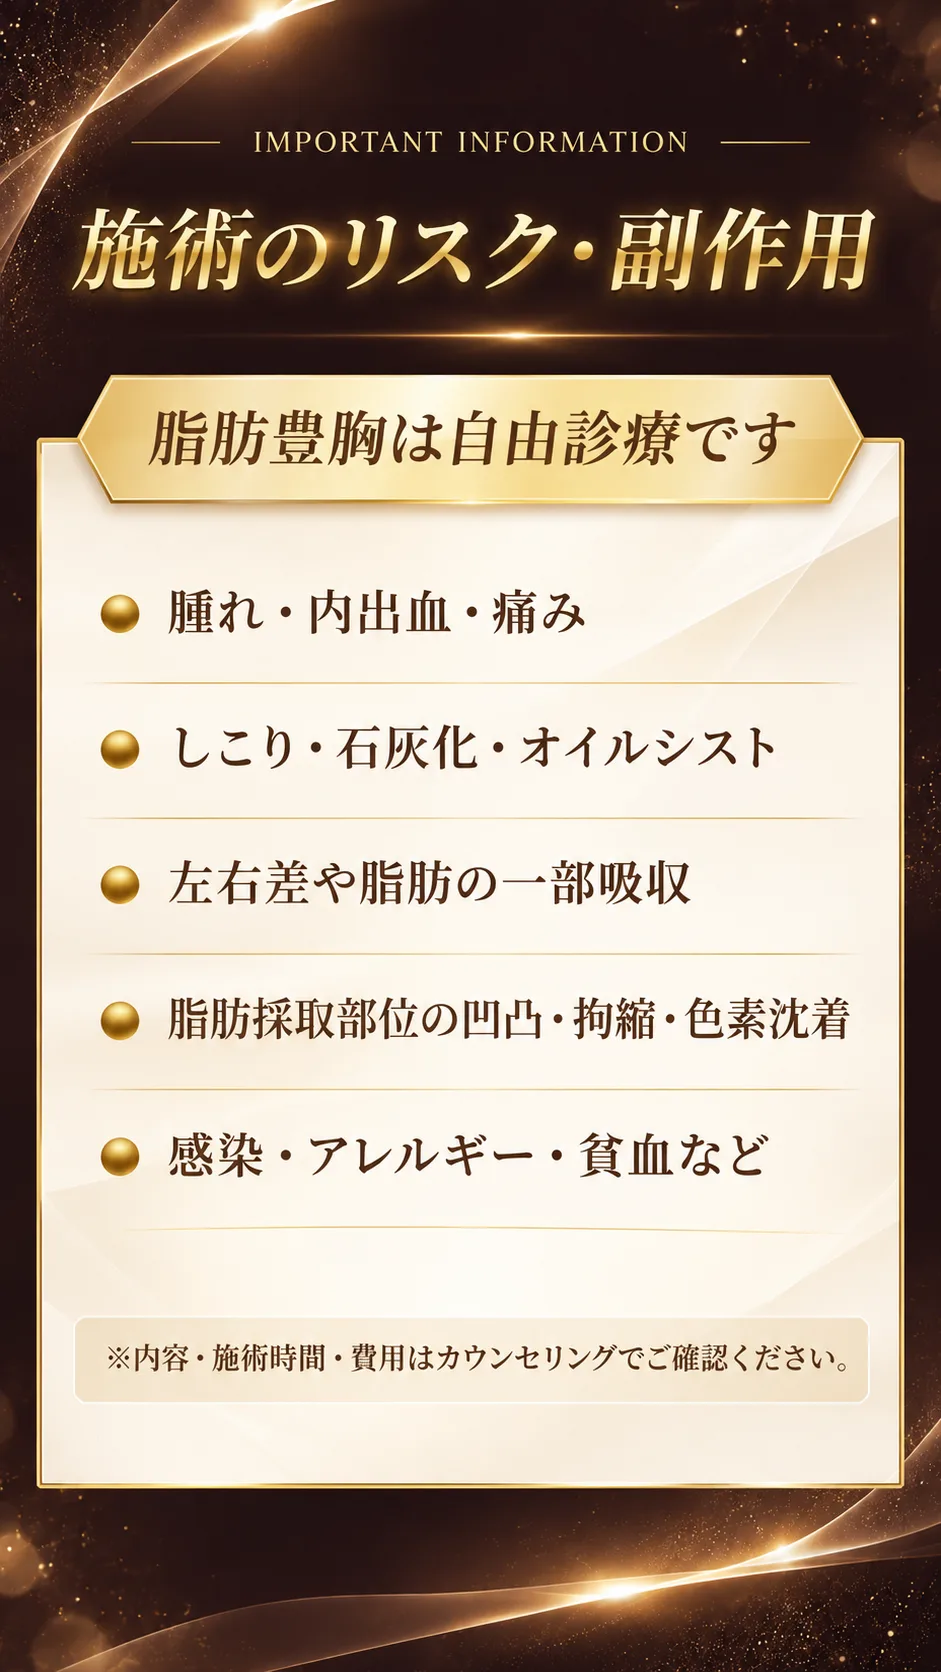 IMPORTANT INFORMATION
施術のリスク・副作用
脂肪豊胸は自由診療です
腫れ・内出血・痛み
しこり・石灰化・オイルシスト
左右差や脂肪の一部吸収
脂肪採取部位の凹凸・拘縮・色素沈着
感染・アレルギー・貧血など
※内容・施術時間・費用はカウンセリングでご確認ください。